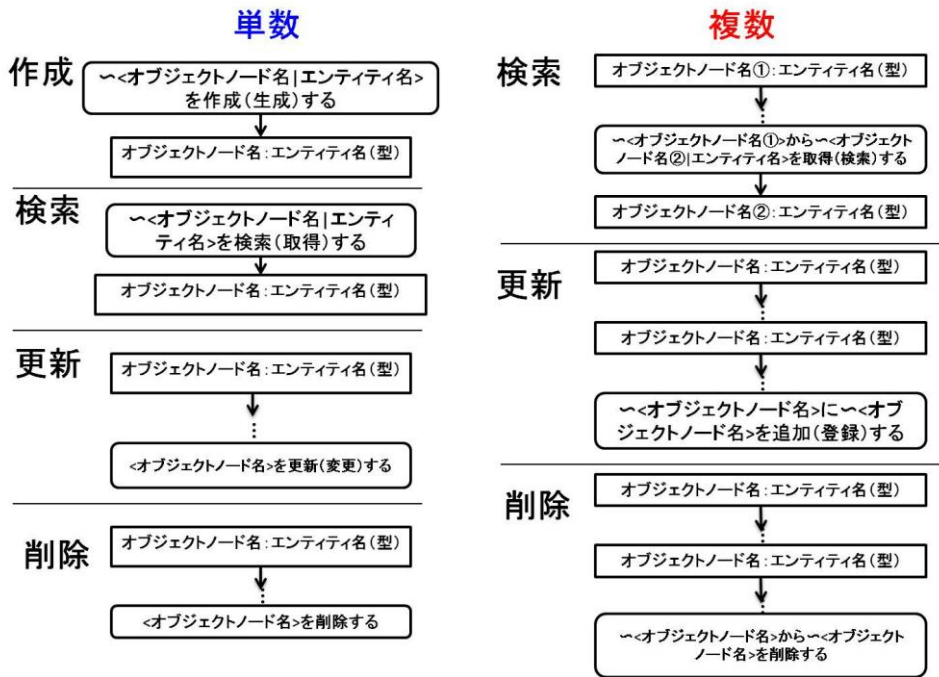 単数
作成
～<オブジェクトノード名|エンティティ名>
を作成(生成)する
オブジェクトノード名:エンティティ名(型)
検索
～<オブジェクトノード名|エンティ
ティ名>を検索(取得)する
オブジェクトノード名:エンティティ名(型)
更新
オブジェクトノード名:エンティティ名(型)
<オブジェクトノード名>を更新(変更)する
削除
オブジェクトノード名:エンティティ名(型)
<オブジェクトノード名>を削除する
複数
検索
オブジェクトノード名①:エンティティ名(型)
～<オブジェクトノード名①>から～<オブジェクト
ノード名②|エンティティ名>を取得(検索)する
オブジェクトノード名②:エンティティ名(型)
更新
オブジェクトノード名:エンティティ名(型)
オブジェクトノード名:エンティティ名(型)
～<オブジェクトノード名>に～<オブ
ジェクトノード名>を追加(登録)する
削除
オブジェクトノード名:エンティティ名(型)
オブジェクトノード名:エンティティ名(型)
～<オブジェクトノード名>から～<オブジェクト
ノード名>を削除する